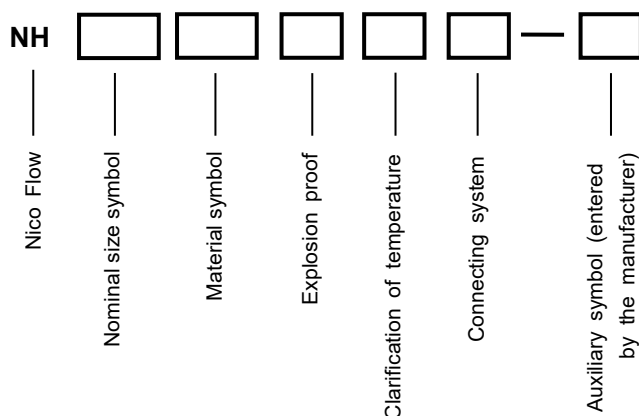 NH
Nico Flow
Nominal size symbol
Material symbol
Explosion proof
Clarification of temperature
Connecting system
Auxiliary symbol (entered
by the manufacturer)